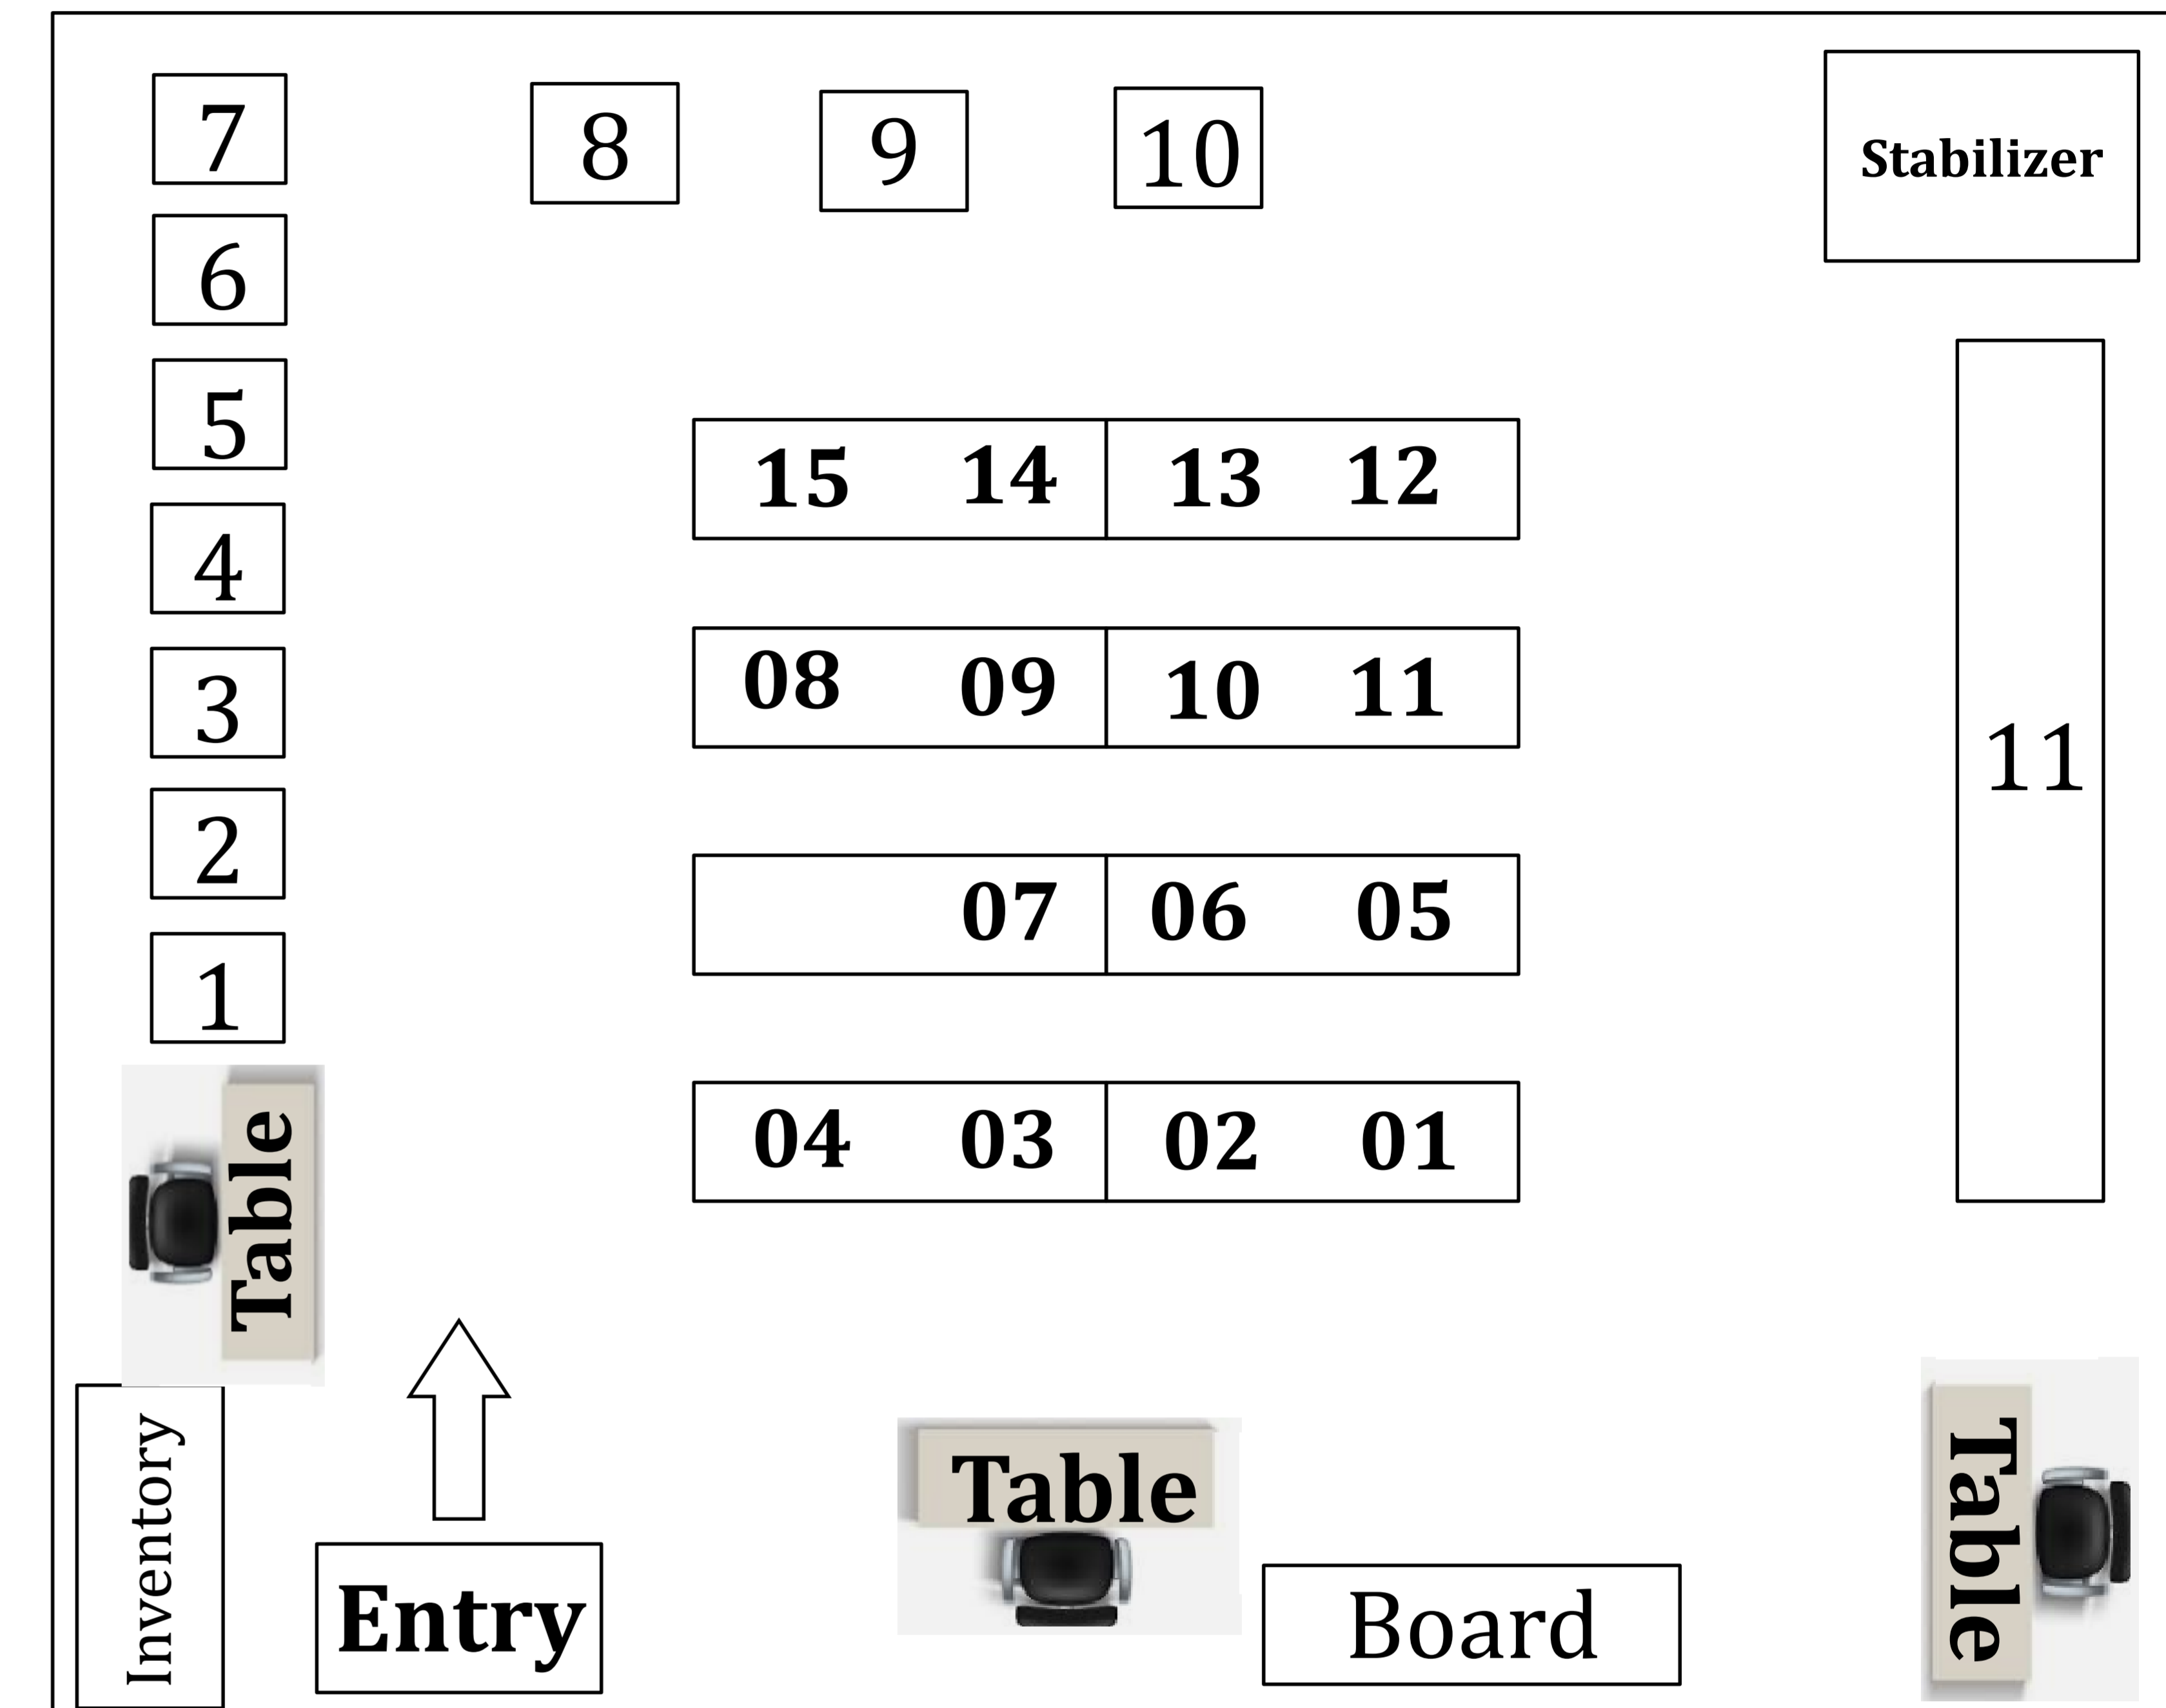 7
8
9
10
Stabilizer
6
5
15 14 13 12
4
3
08 09 10 11
11
2
07 06 05
1
04 03 02 01
Table
Inventory
Entry
Table
Board
Table